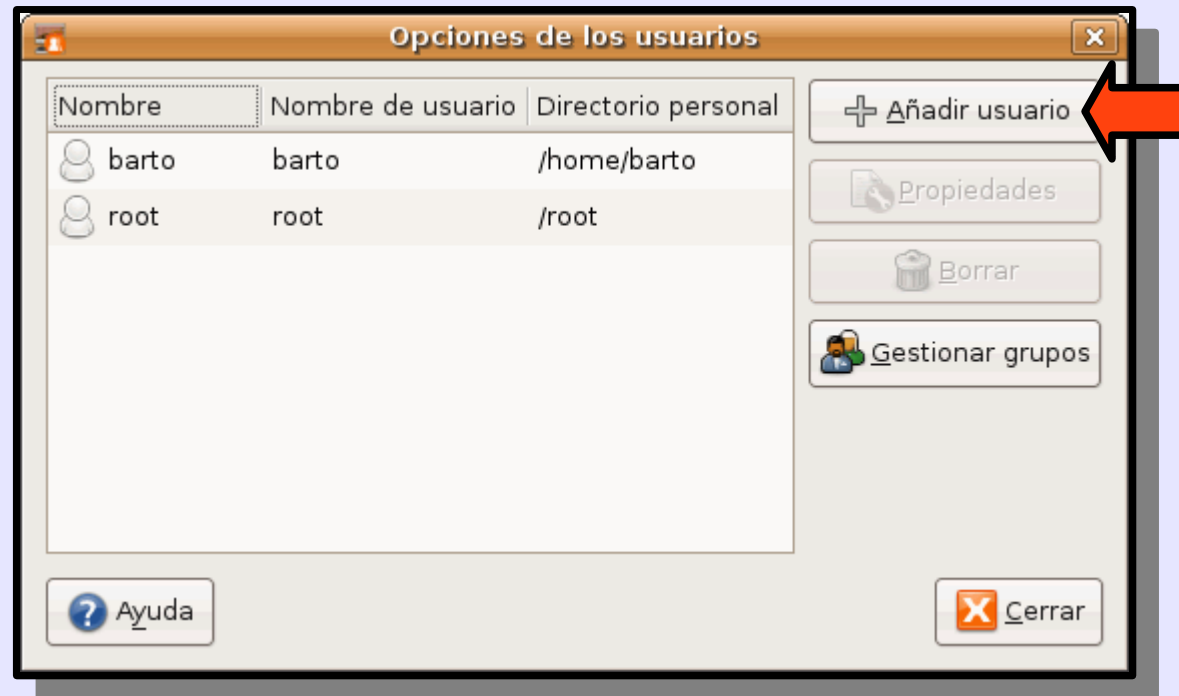 Opciones de los usuarios
Nombre Nombre de usuario Directorio personal
barto barto /home/barto
root root /root
Añadir usuario
Propiedades
Borrar
Gestionar grupos
Ayuda
Cerrar